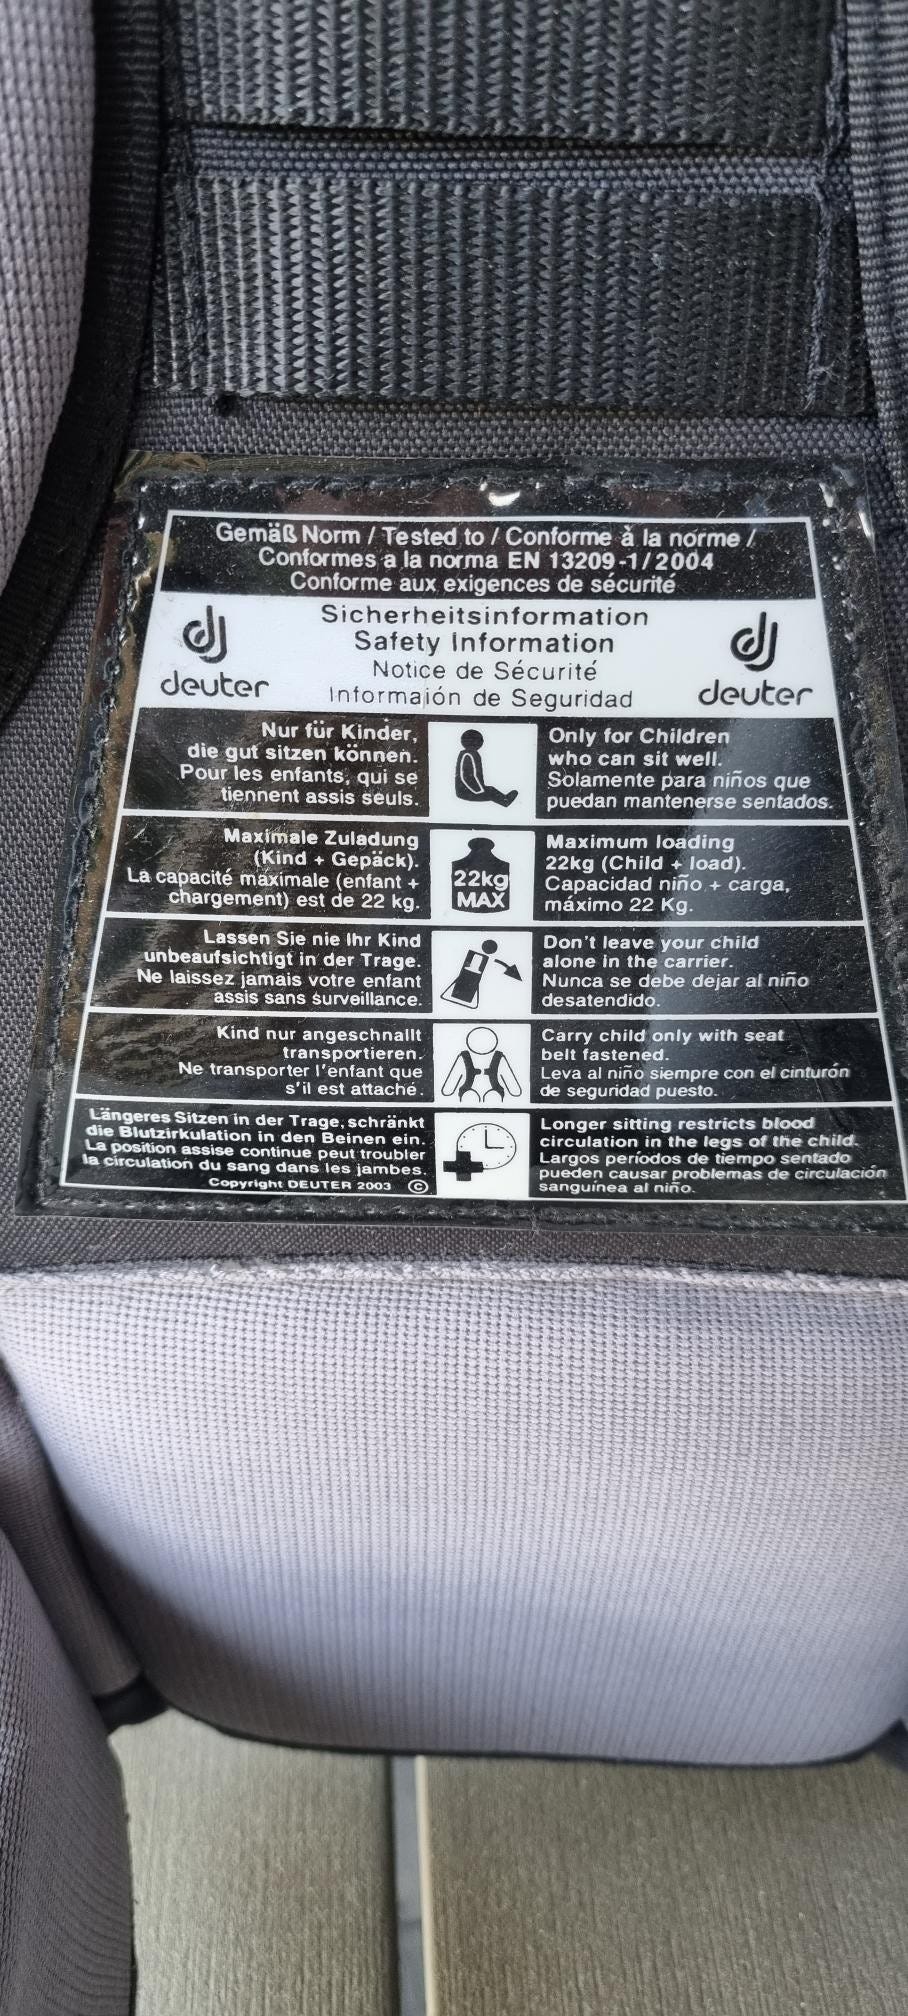 Gemäß Norm / Tested to / Conforme à la norme /
Conformes a la norma EN 13209-1/2004
Conforme aux exigences de sécurité
deuter
Sicherheitsinformation
Safety Information
Notice de Sécurité
Informajón de Seguridad
deuter
Nur für Kinder,
die gut sitzen können.
Pour les enfants, qui se
tiennent assis seuls.
Only for Children
who can sit well.
Solamente para niños que
puedan mantenerse sentados.
Maximale Zuladung
(Kind + Gepäck).
La capacité maximale (enfant +
chargement) est de 22 kg.
22kg
MAX
Maximum loading
22kg (Child + load).
Capacidad niño + carga,
máximo 22 Kg.
Lassen Sie nie Ihr Kind
unbeaufsichtigt in der Trage.
Ne laissez jamais votre enfant
assis sans surveillance.
Don't leave your child
alone in the carrier.
Nunca se debe dejar al niño
desatendido.
Kind nur angeschnallt
transportieren.
Ne transporter l'enfant que
s'il est attaché.
Carry child only with seat
belt fastened.
Leva al niño siempre con el cinturón
de seguridad puesto.
Längeres Sitzen in der Trage, schränkt
die Blutzirkulation in den Beinen ein.
La position assise continue peut troubler
la circulation du sang dans les jambes.
Copyright DEUTER 2003 ©
Longer sitting restricts blood
circulation in the legs of the child.
Largos períodos de tiempo sentado
pueden causar problemas de circulación
sanguínea al niño.